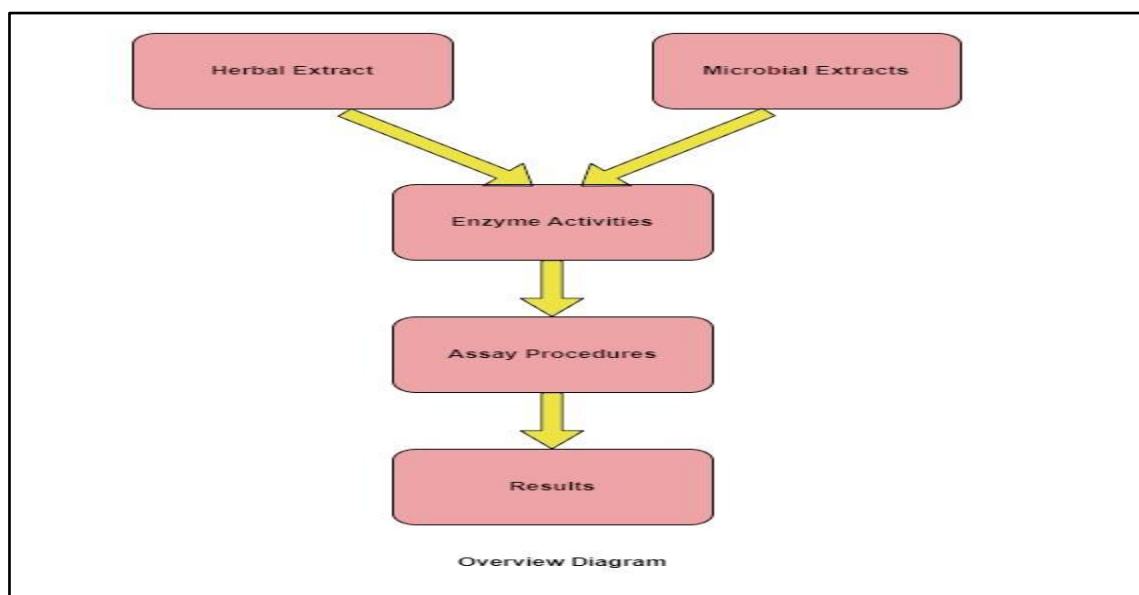 Herbal Extract
Microbial Extracts
Enzyme Activities
Assay Procedures
Results
Overview Diagram